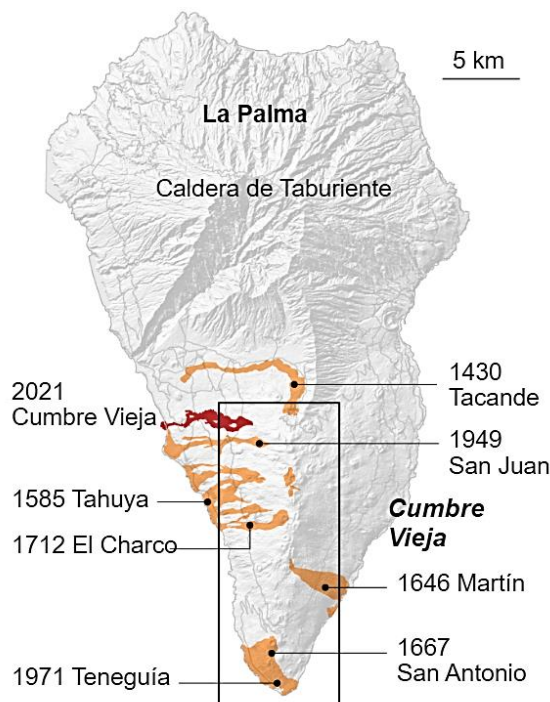 5 km
La Palma
Caldera de Taburiente
1430
Tacande
2021
Cumbre Vieja
1949
San Juan
1585 Tahuya
Cumbre
Vieja
1712 El Charco
1646 Martín
1667
San Antonio
1971 Teneguía